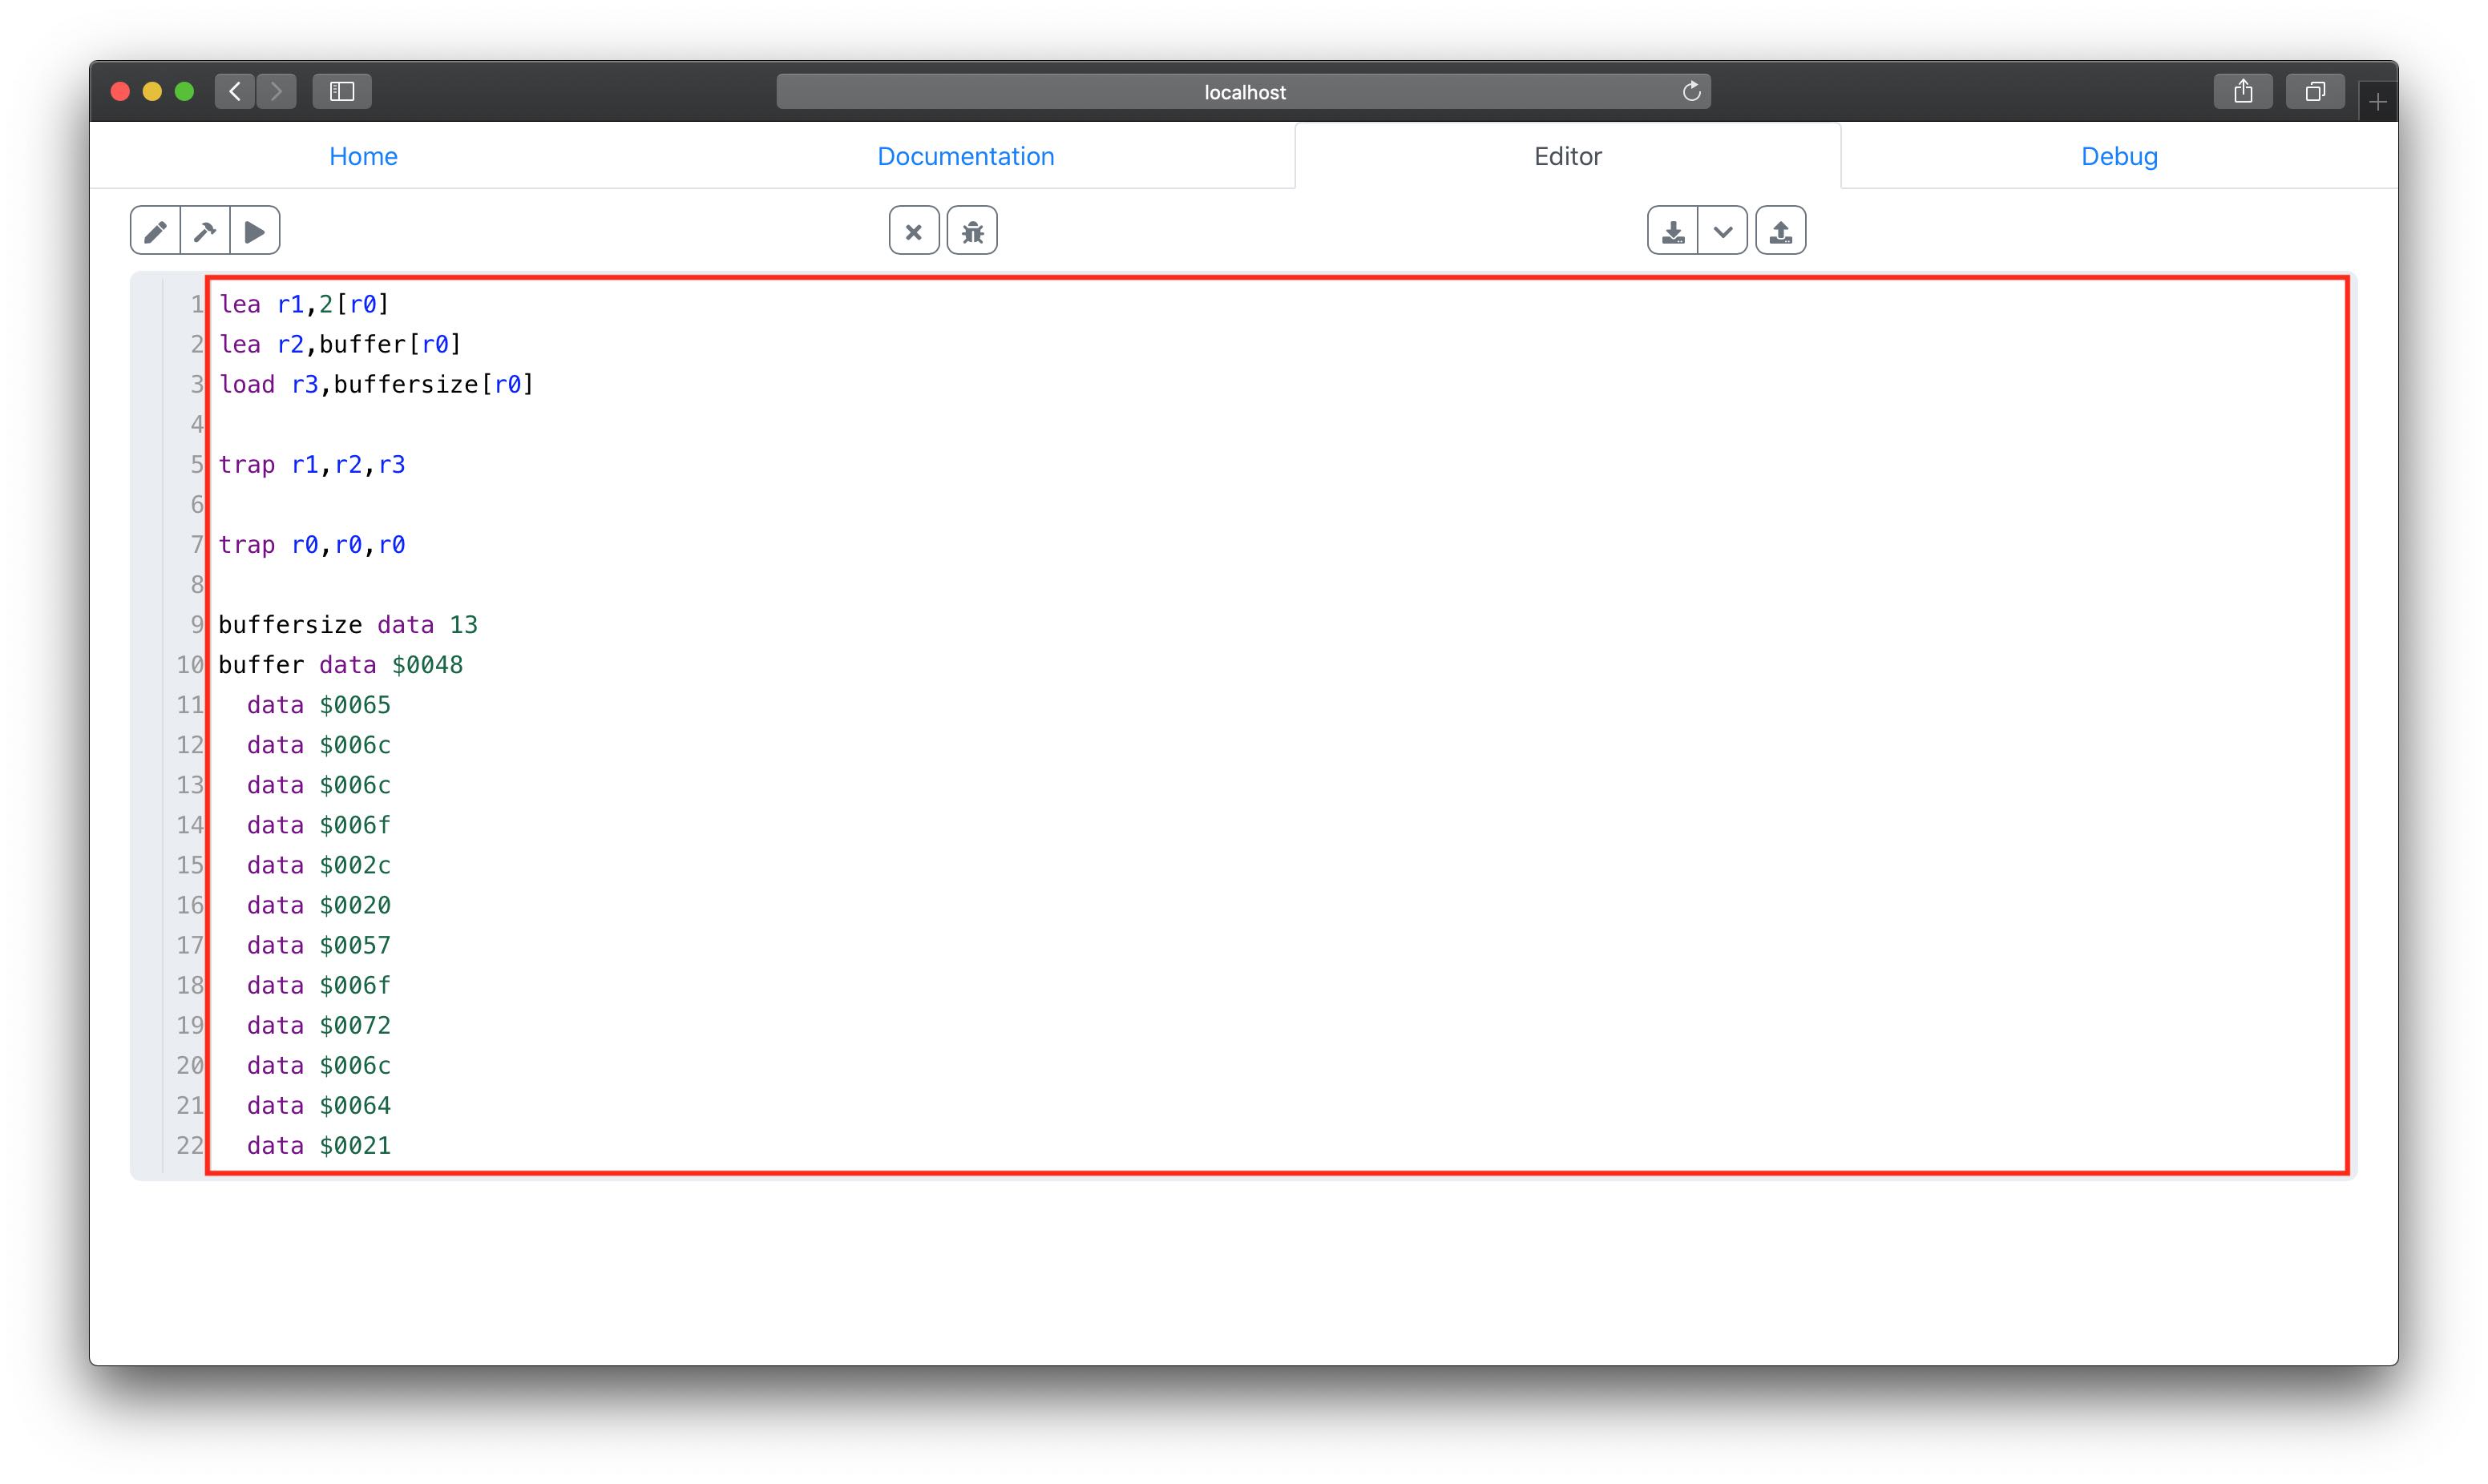 localhost
Home Documentation Editor Debug
1 lea r1,2[r0]
2 lea r2,buffer[r0]
3 load r3,buffersize[r0]
4
5 trap r1,r2,r3
6
7 trap r0,r0,r0
8
9 buffersize data 13
10 buffer data $0048
11   data $0065
12   data $006c
13   data $006c
14   data $006f
15   data $002c
16   data $0020
17   data $0057
18   data $006f
19   data $0072
20   data $006c
21   data $0064
22   data $0021